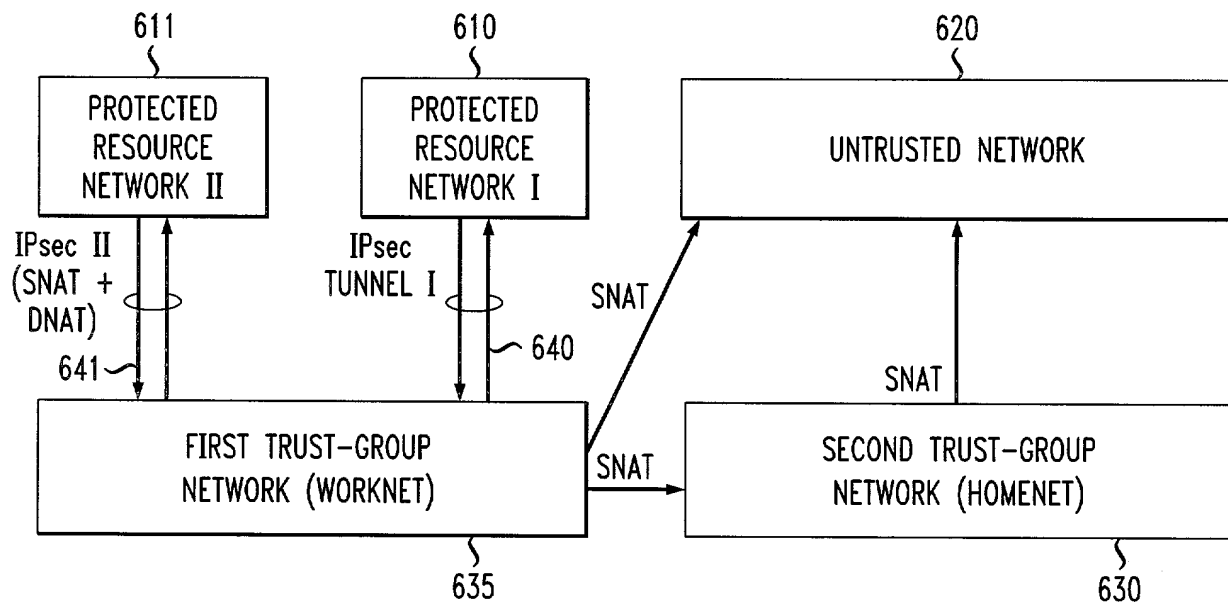 611
610
620
PROTECTED
RESOURCE
NETWORK II
PROTECTED
RESOURCE
NETWORK I
UNTRUSTED NETWORK
IPsec II
(SNAT +
DNAT)
641
IPsec
TUNNEL I
640
SNAT
SNAT
SNAT
FIRST TRUST-GROUP
NETWORK (WORKNET)
SECOND TRUST-GROUP
NETWORK (HOMENET)
635
630